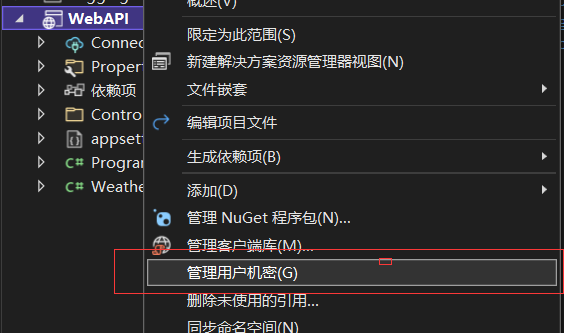 概述(V)
WebAPI
限定为此范围(S)
Connec
新建解决方案资源管理器视图(N)
Propert
依赖项
文件嵌套
Contro
编辑项目文件
appsett
生成依赖项(B)
Progran
Weathe
添加(D)
管理 NuGet 程序包(N)...
管理客户端库(M)...
管理用户机密(G)
删除未使用的引用...
同步命名空间(N)